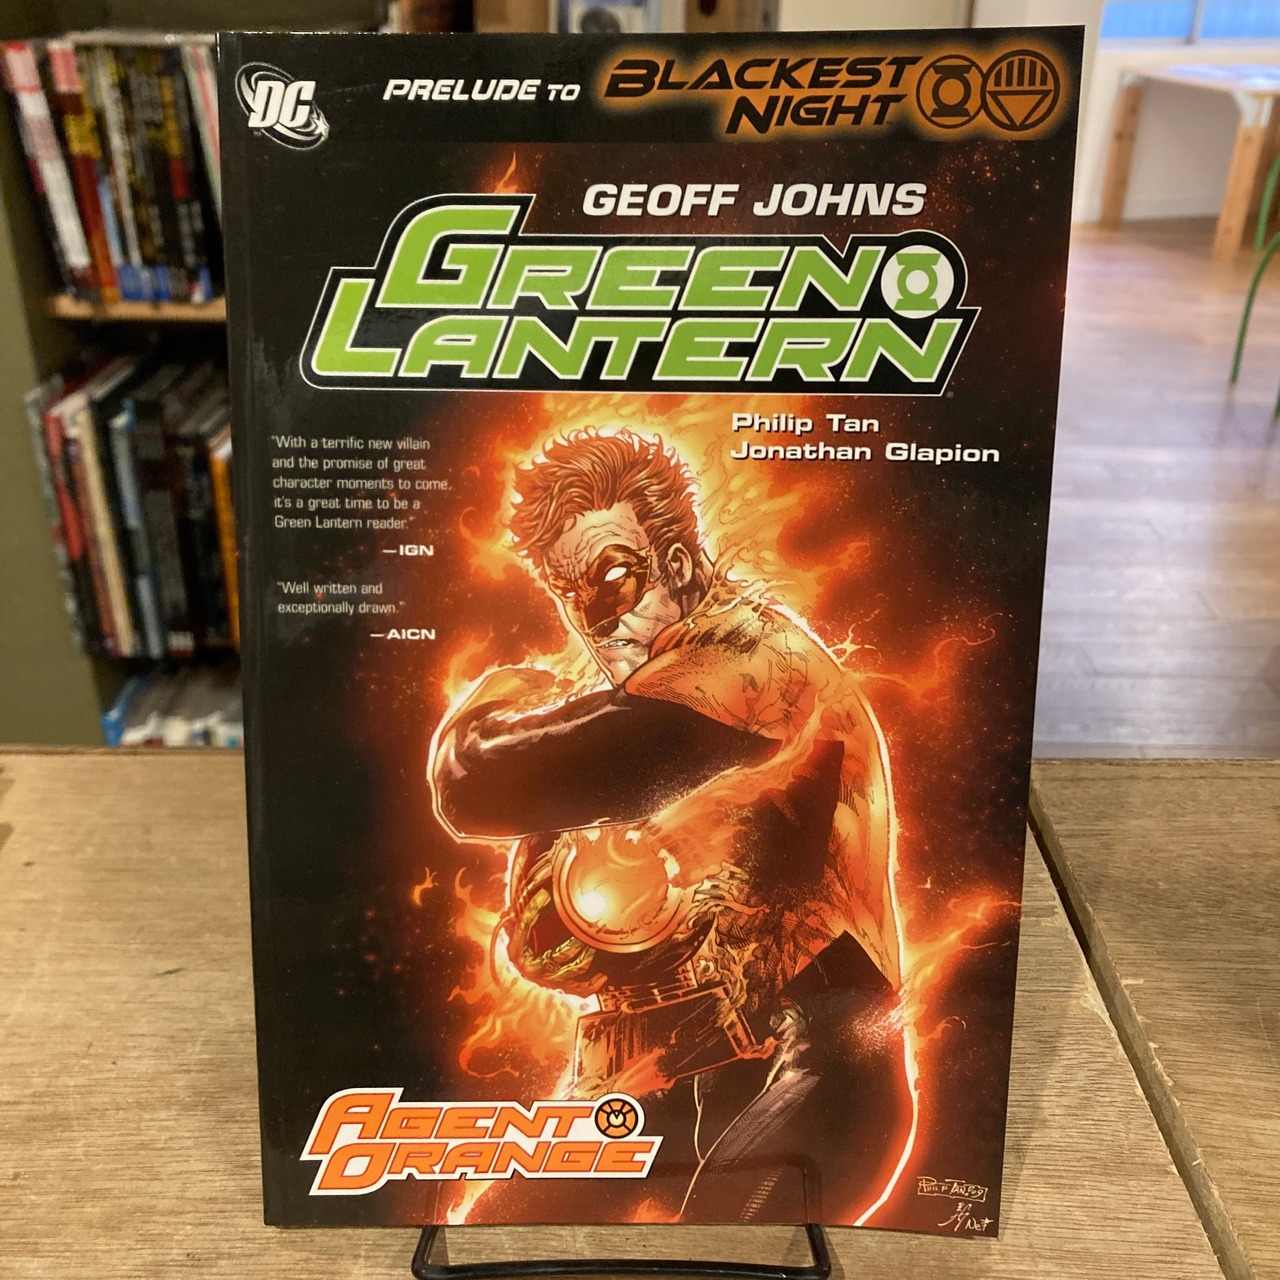 DC
PRELUDE TO
BLACKEST
NIGHT
GEOFF JOHNS
GREEN
LANTERN
Philip Tan
Jonathan Glapion
"With a terrific new villain
and the promise of great
character moments to come,
it's a great time to be a
Green Lantern reader."
—IGN
"Well written and
exceptionally drawn."
—AICN
AGENT
ORANGE
PHILIP TAN